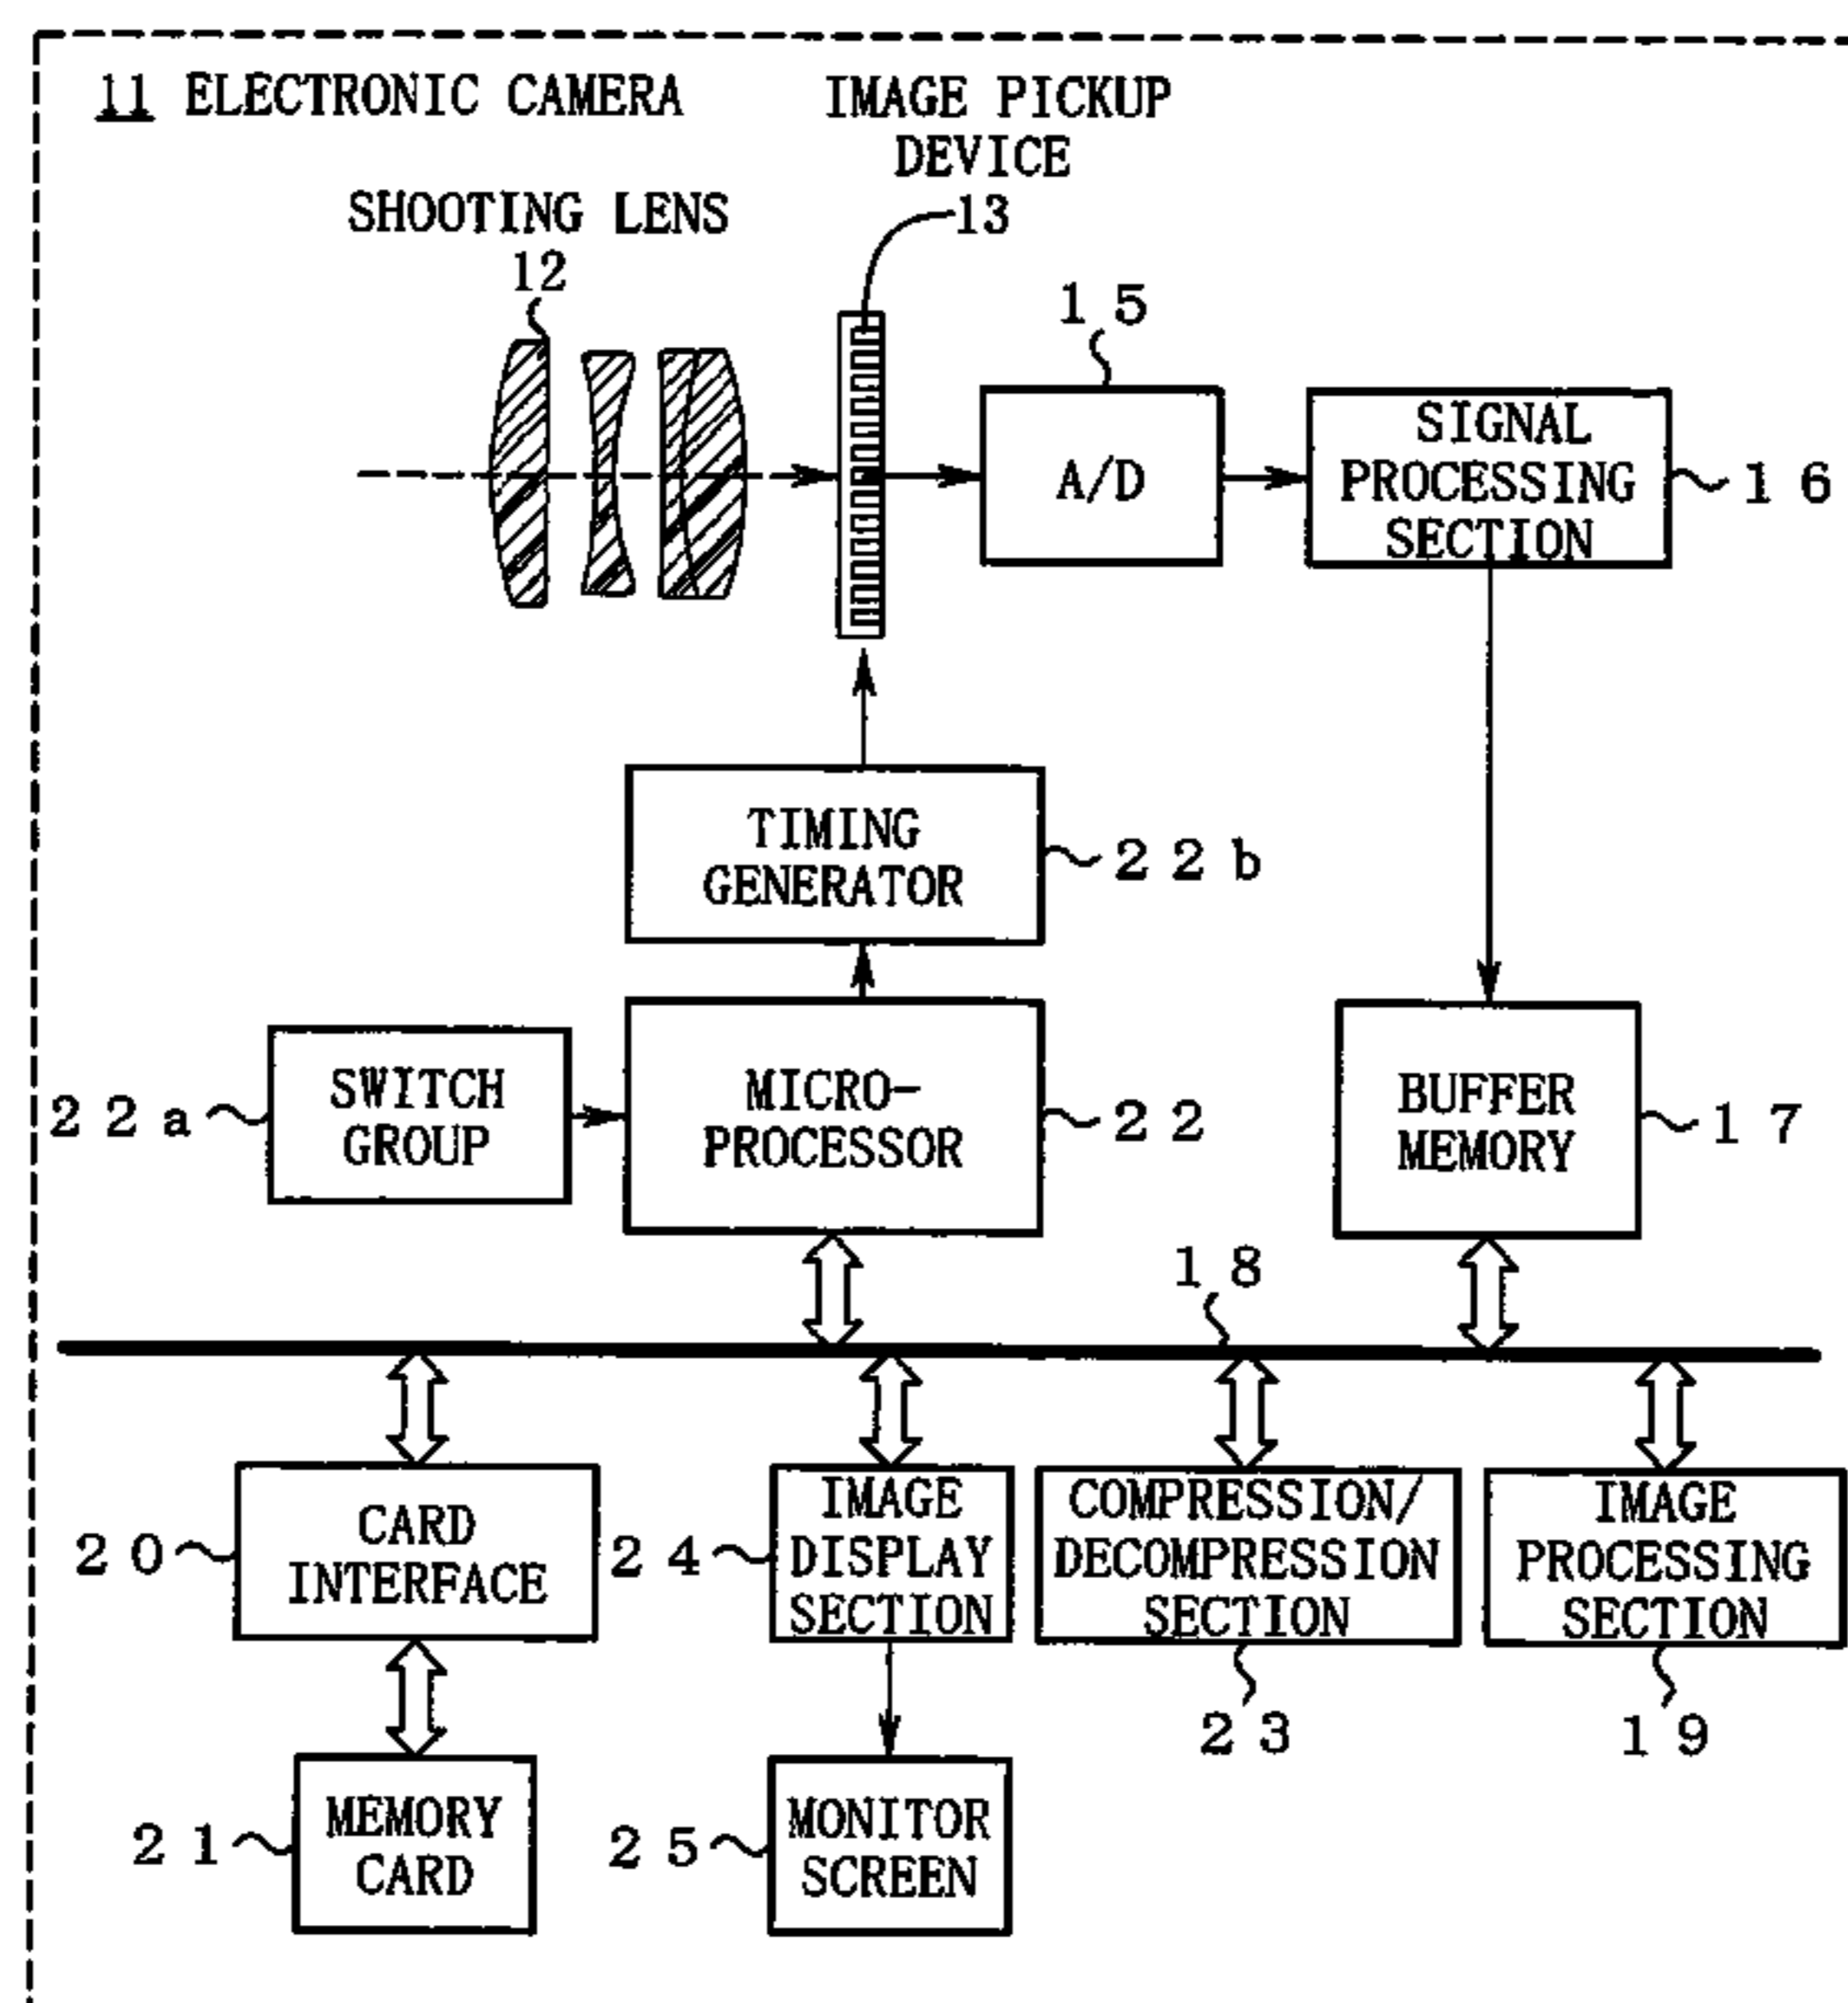 11 ELECTRONIC CAMERA
IMAGE PICKUP
DEVICE
13
SHOOTING LENS
12
15
A/D
SIGNAL
PROCESSING
SECTION
16
TIMING
GENERATOR
22b
22a
SWITCH
GROUP
MICRO-
PROCESSOR
22
BUFFER
MEMORY
17
18
20
CARD
INTERFACE
24
IMAGE
DISPLAY
SECTION
COMPRESSION/
DECOMPRESSION
SECTION
23
IMAGE
PROCESSING
SECTION
19
21
MEMORY
CARD
25
MONITOR
SCREEN